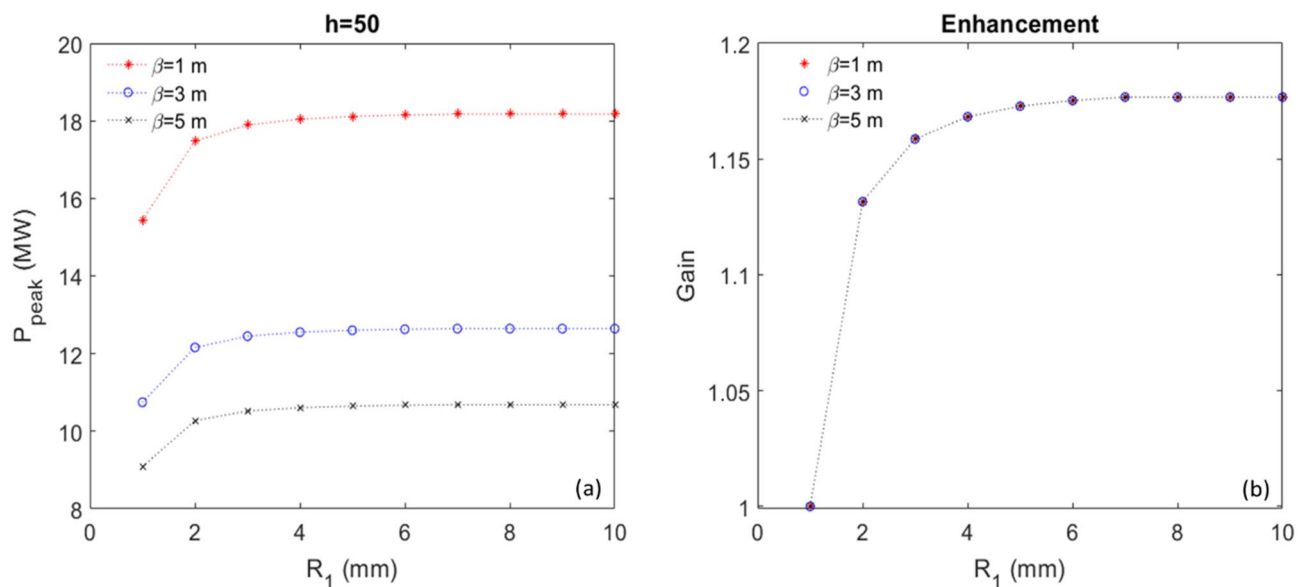 h=50
20
18
16
14
12
10
8
P_peak (MW)
β=1 m
β=3 m
β=5 m
(a)
0 2 4 6 8 10
R_1 (mm)
Enhancement
1.2
1.15
1.1
1.05
1
Gain
β=1 m
β=3 m
β=5 m
(b)
0 2 4 6 8 10
R_1 (mm)